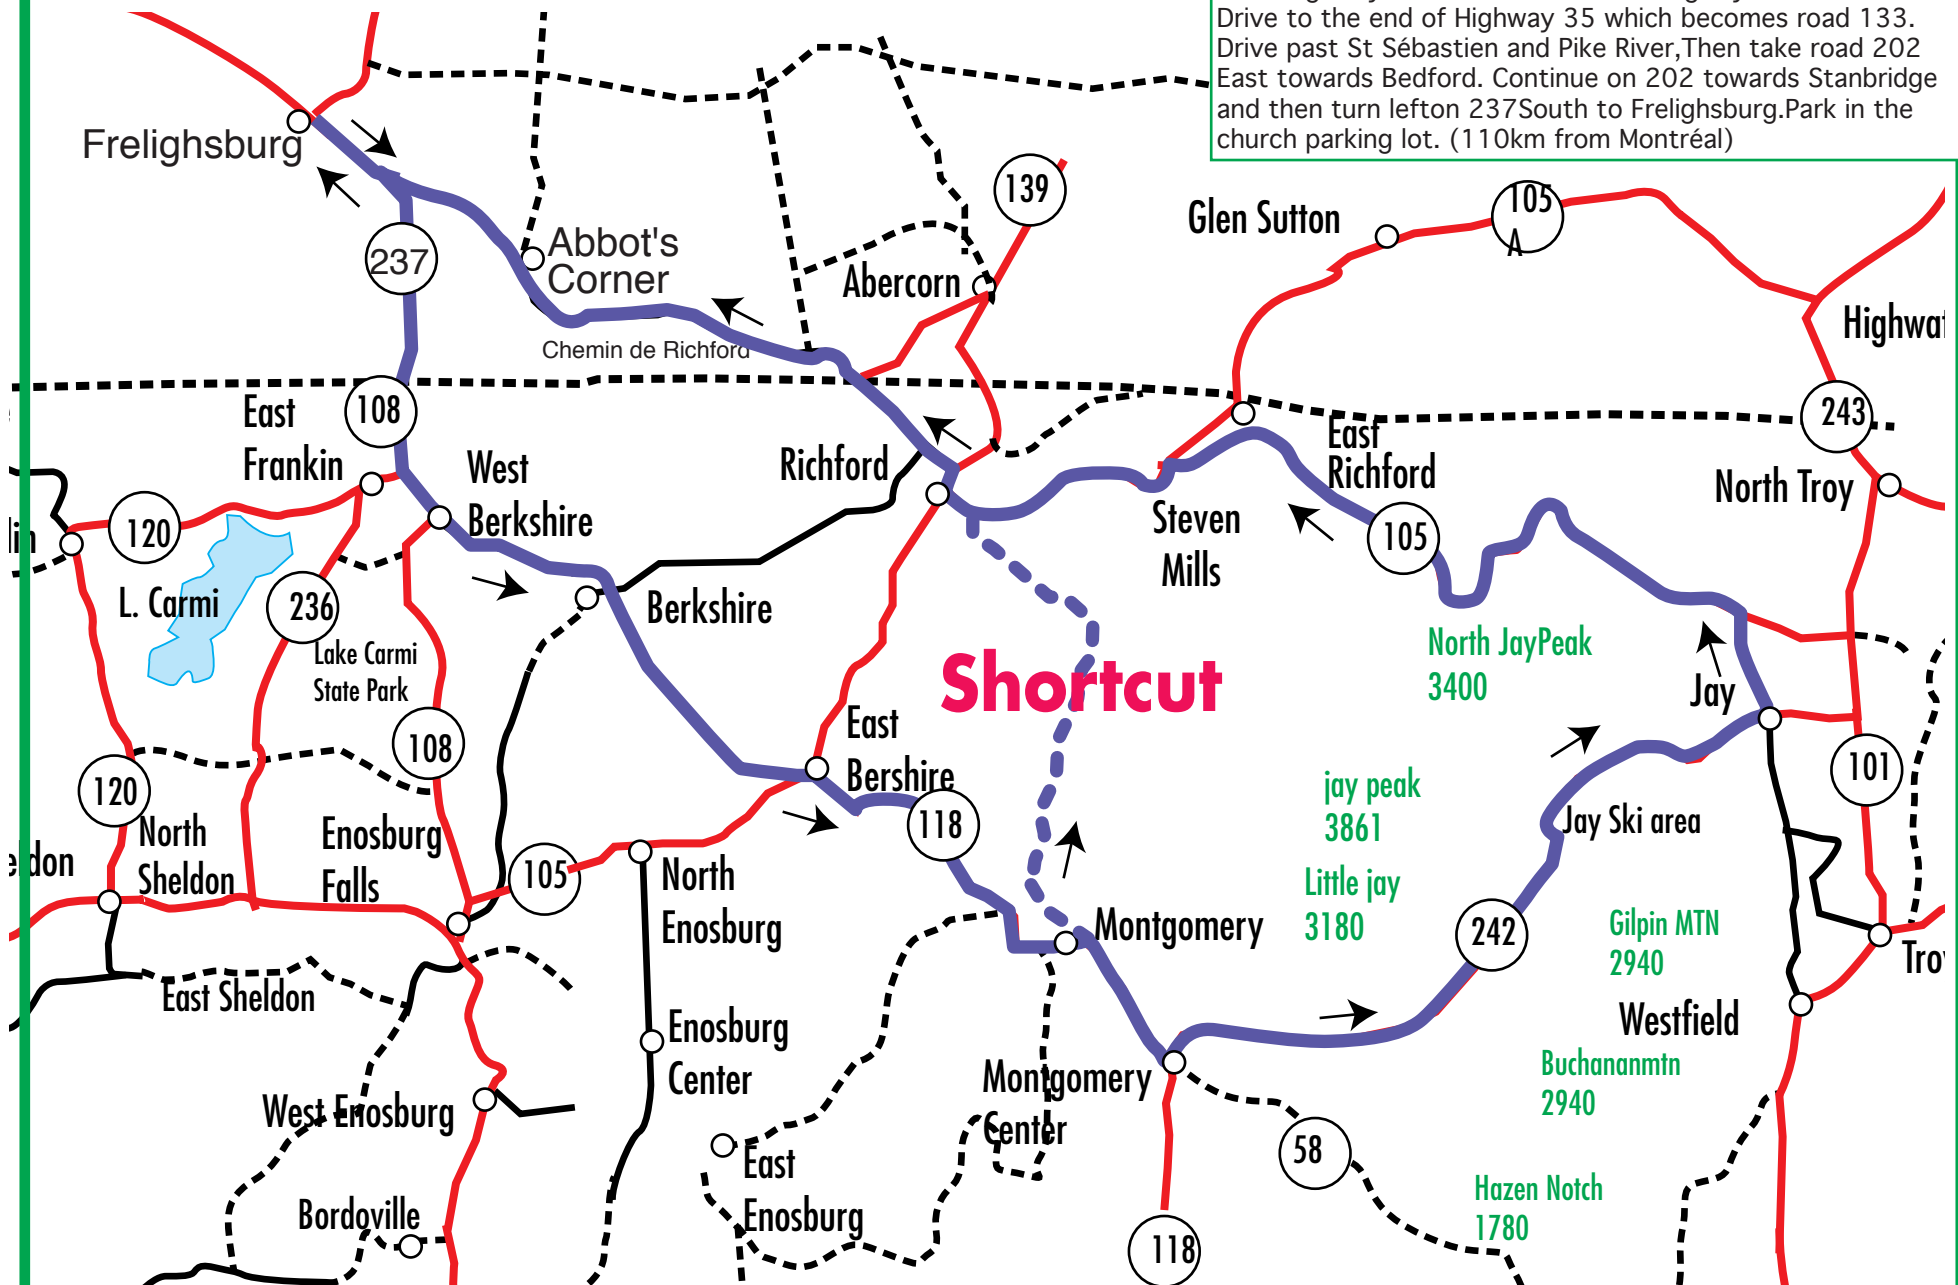 Drive to the end of Highway 35 which becomes road 133.
Drive past St Sébastien and Pike River,Then take road 202
East towards Bedford. Continue on 202 towards Stanbridge
and then turn lefton 237South to Frelighsburg.Park in the
church parking lot. (110km from Montréal)
Frelighsburg
139
Glen Sutton
105
A
237
Abbot's
Corner
Abercorn
Highwat
Chemin de Richford
East
Frankin
108
243
West
Berkshire
Richford
East
Richford
North Troy
lin
120
Steven
Mills
105
L. Carmi
236
Berkshire
Lake Carmi
State Park
North JayPeak
3400
Shortcut
Jay
108
East
Bershire
120
101
jay peak
3861
118
Jay Ski area
North
Sheldon
Enosburg
Falls
eldon
105
North
Enosburg
Little jay
3180
Montgomery
242
Gilpin MTN
2940
Troy
East Sheldon
Westfield
Enosburg
Center
Montgomery
Center
Buchananmtn
2940
West Enosburg
58
East
Enosburg
Hazen Notch
1780
Bordoville
118